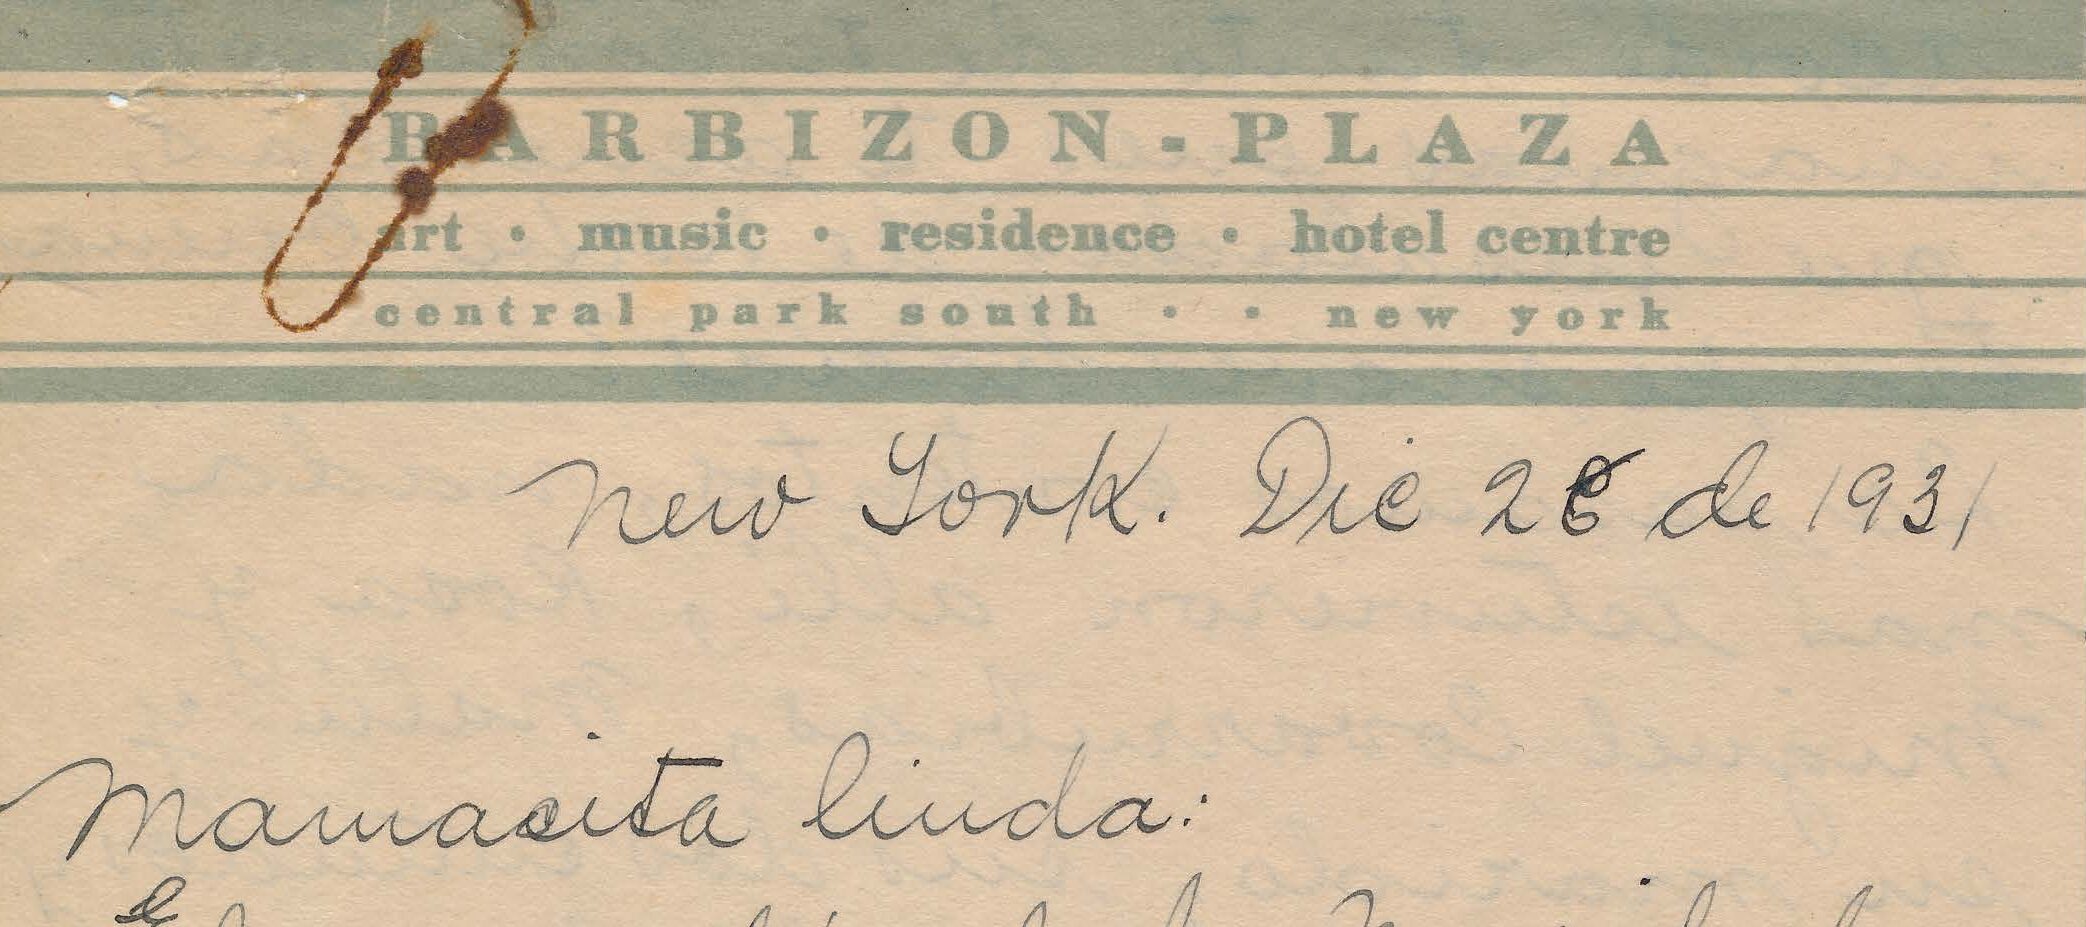 BARBIZON-PLAZA
art • music • residence • hotel centre
central park south • • new york
New York. Dic 26 de 1931
Mamacita linda: